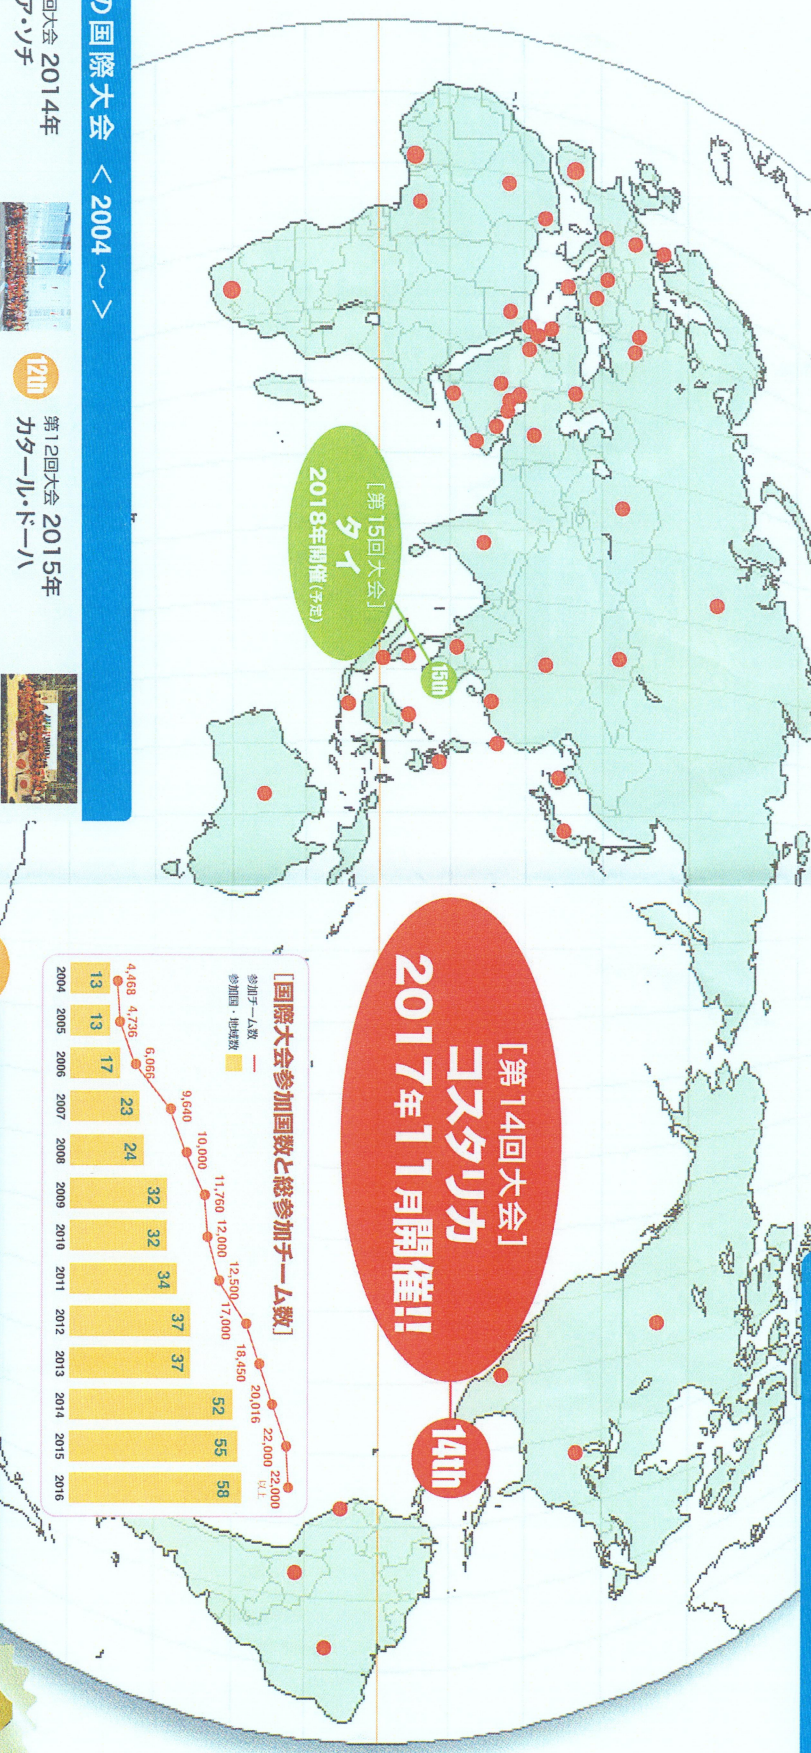 の国際大会 ＜2004～＞
回大会 2014年
ア・ソチ
12th
第12回大会 2015年
カタール・ドーハ
[第15回大会]
タイ
2018年開催(予定)
15th
[第14回大会]
コスタリカ
2017年11月開催!!
14th
[国際大会参加国数と総参加チーム数]
参加チーム数
参加国・地域数
4,468 4,736 6,066 9,640 10,000 11,760 12,000 12,500 17,000 18,450 20,016 22,000 22,000以上
13 13 17 23 24 32 32 34 37 37 52 55 58
2004 2005 2006 2007 2008 2009 2010 2011 2012 2013 2014 2015 2016